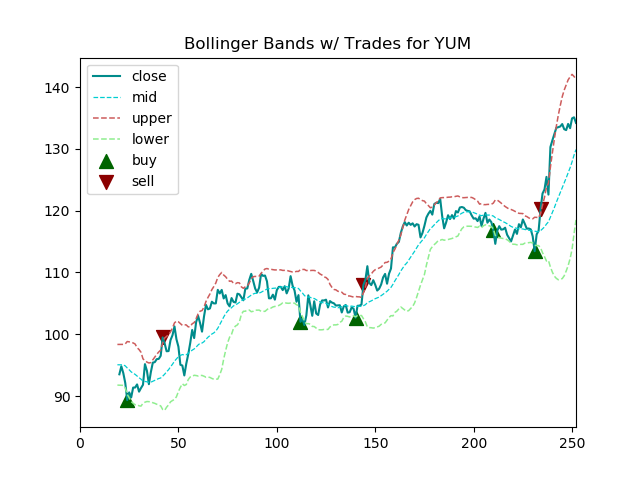 Bollinger Bands w/ Trades for YUM
close
mid
upper
lower
buy
sell
140
130
120
110
100
90
0 50 100 150 200 250